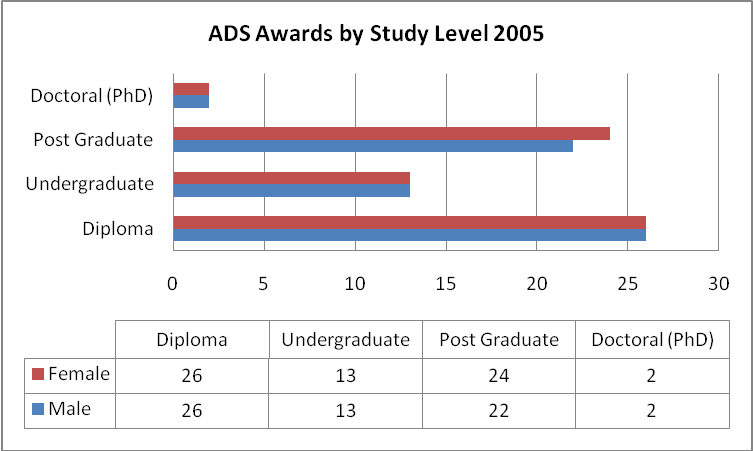 ADS Awards by Study Level 2005
Doctoral (PhD)
Post Graduate
Undergraduate
Diploma
0 5 10 15 20 25 30
Diploma Undergraduate Post Graduate Doctoral (PhD)
Female 26 13 24 2
Male 26 13 22 2